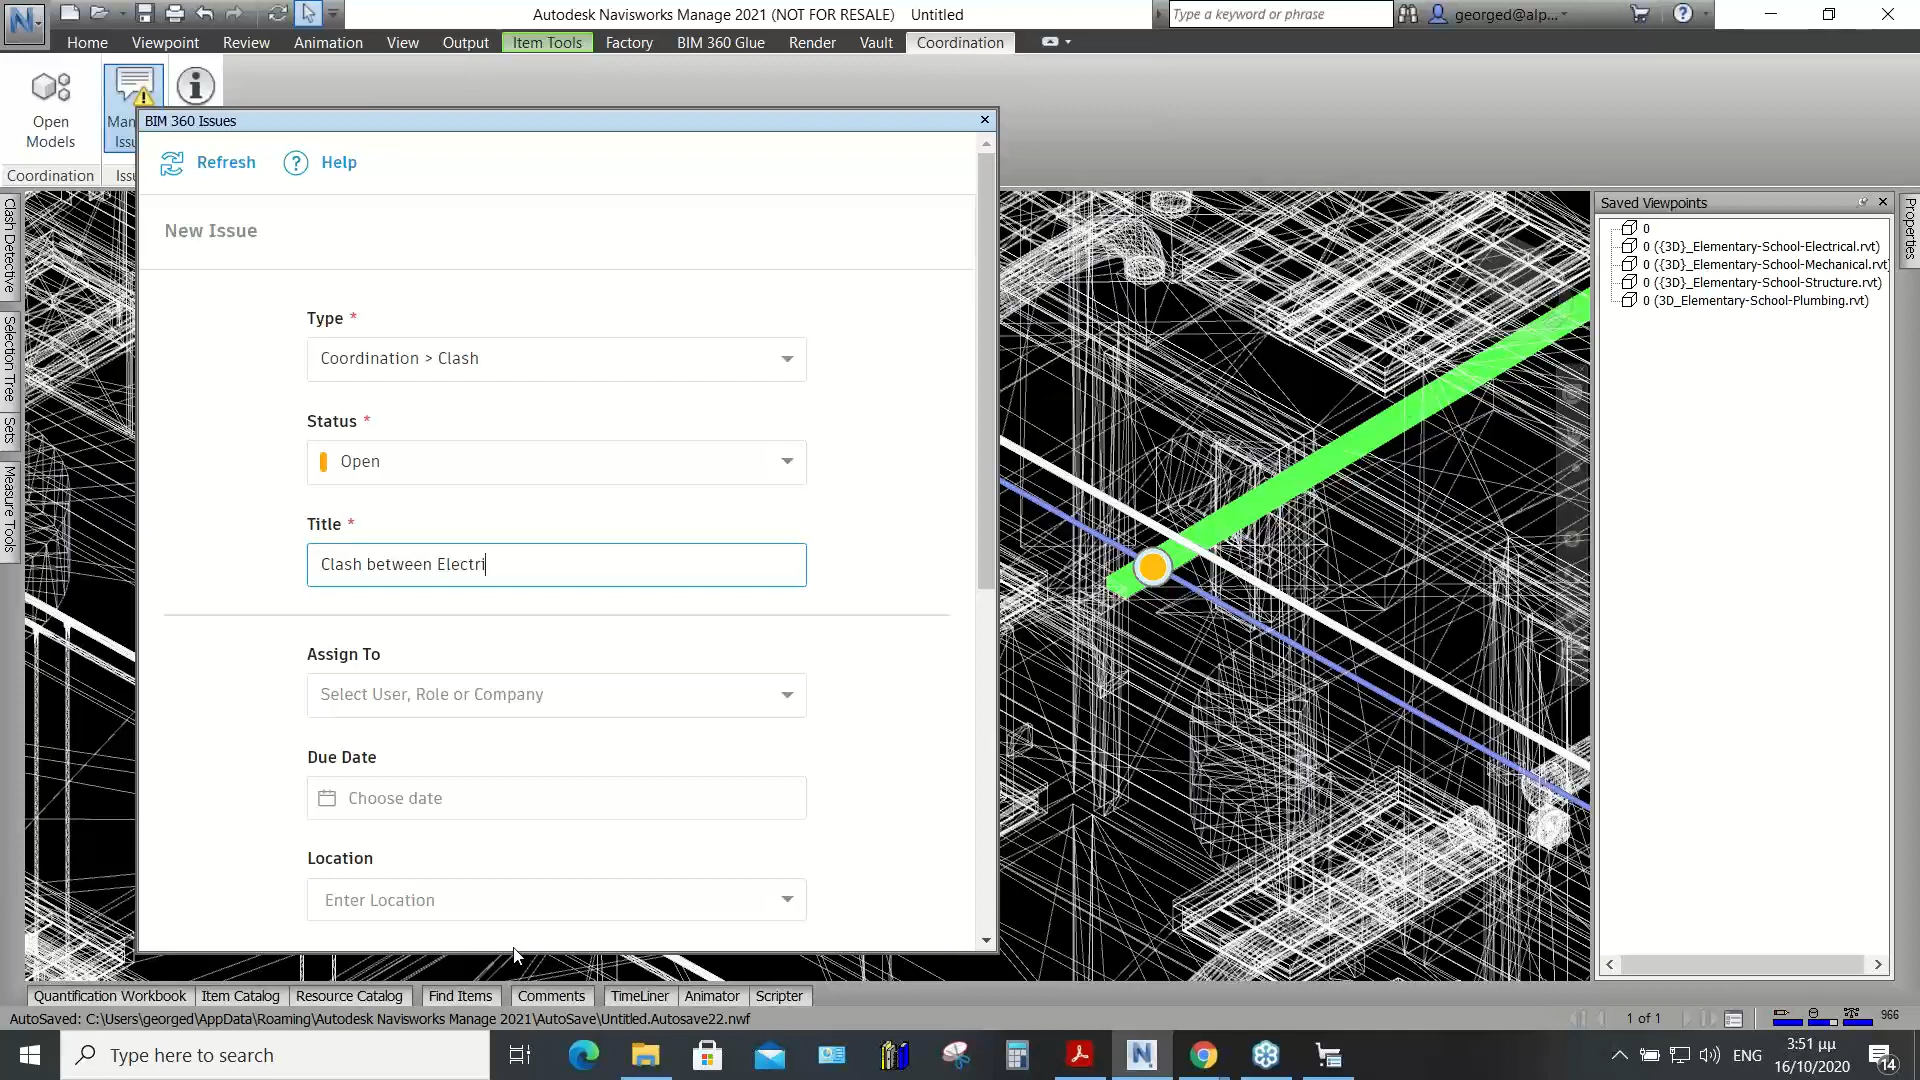 Autodesk Navisworks Manage 2021 (NOT FOR RESALE) Untitled
Type a keyword or phrase
georged@alp...
Home Viewpoint Review Animation View Output Item Tools Factory BIM 360 Glue Render Vault Coordination
Open
Models
Man
Issu
Coordination
Issu
BIM 360 Issues
Refresh
Help
New Issue
Type *
Coordination > Clash
Status *
Open
Title *
Clash between Electri
Assign To
Select User, Role or Company
Due Date
Choose date
Location
Enter Location
Clash Detective
Selection Tree
Sets
Measure Tools
Saved Viewpoints
0
0 ({3D}_Elementary-School-Electrical.rvt)
0 ({3D}_Elementary-School-Mechanical.rvt)
0 ({3D}_Elementary-School-Structure.rvt)
0 (3D_Elementary-School-Plumbing.rvt)
Properties
Quantification Workbook Item Catalog Resource Catalog Find Items Comments TimeLiner Animator Scripter
AutoSaved: C:\Users\georged\AppData\Roaming\Autodesk Navisworks Manage 2021\AutoSave\Untitled.Autosave22.nwf
1 of 1
966
Type here to search
ENG
3:51 μμ
16/10/2020
14